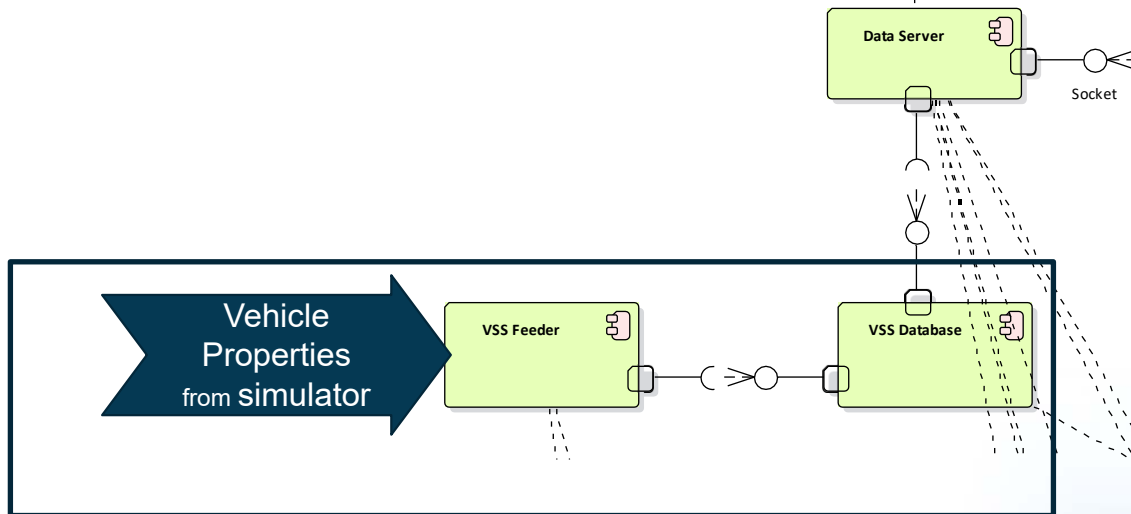 Data Server
Socket
Vehicle
Properties
from simulator
VSS Feeder
VSS Database